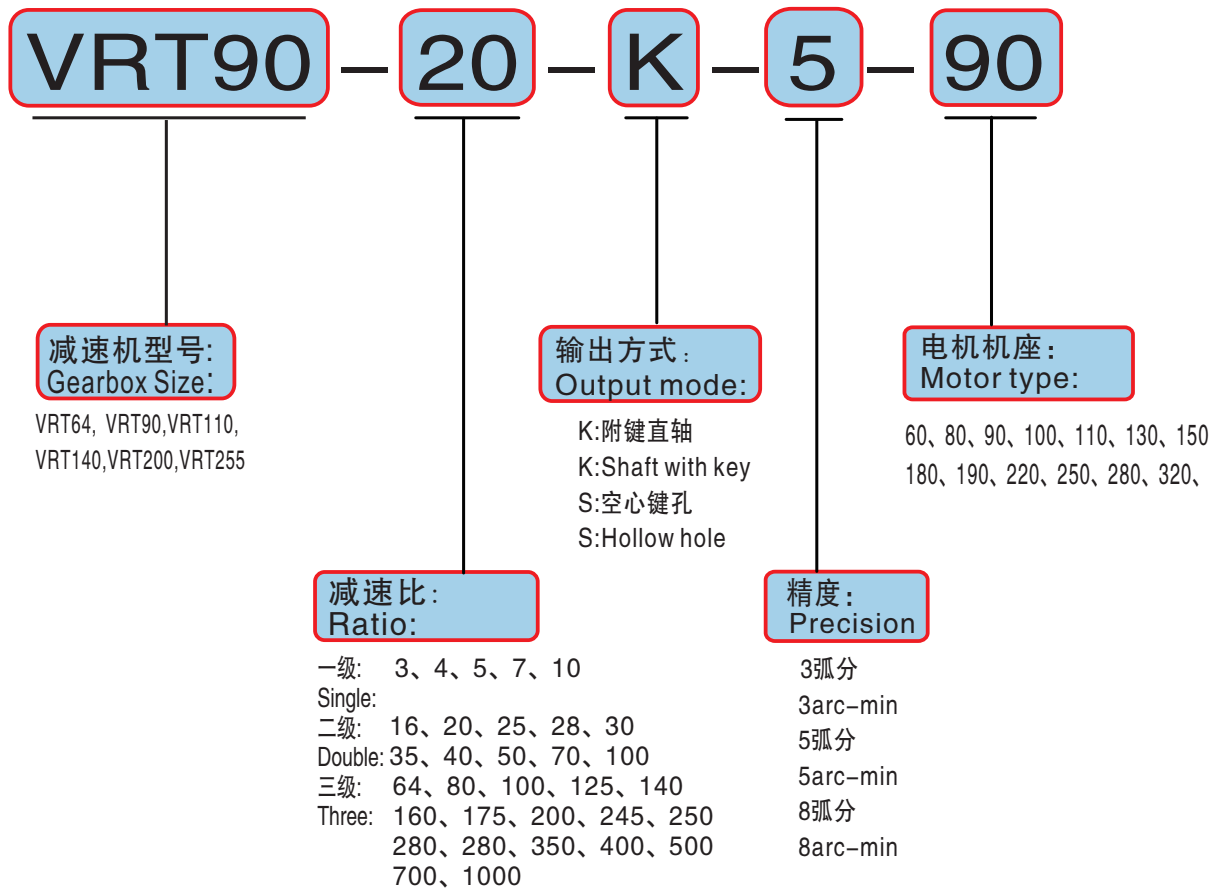 VRT90－20－K－5－90
减速机型号:
Gearbox Size:
VRT64, VRT90,VRT110,
VRT140,VRT200,VRT255
输出方式：
Output mode:
K:附键直轴
K:Shaft with key
S:空心键孔
S:Hollow hole
电机机座：
Motor type:
60、80、90、100、110、130、150
180、190、220、250、280、320、
减速比：
Ratio:
一级: 3、4、5、7、10
Single:
二级: 16、20、25、28、30
Double: 35、40、50、70、100
三级: 64、80、100、125、140
Three: 160、175、200、245、250
280、280、350、400、500
700、1000
精度：
Precision
3弧分
3arc-min
5弧分
5arc-min
8弧分
8arc-min